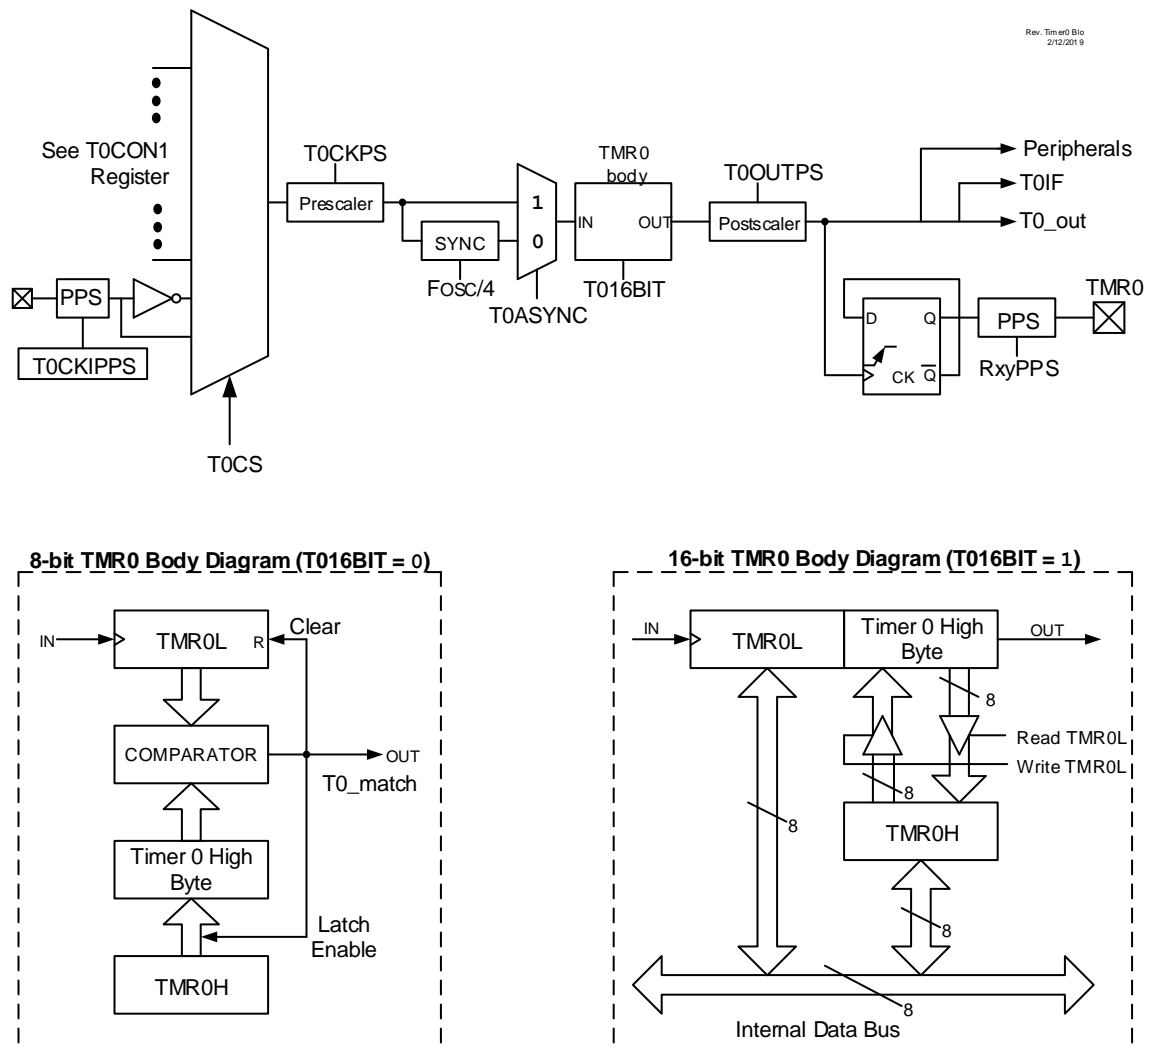 Rev. Timer0 Blo
2/12/2019
See T0CON1
Register
T0CKPS
Prescaler
SYNC
FOSC/4
1
0
T0ASYNC
TMR0
body
IN
OUT
T016BIT
T0OUTPS
Postscaler
Peripherals
T0IF
T0_out
PPS
T0CKIPPS
T0CS
D
Q
CK
Q
PPS
RxyPPS
TMR0
8-bit TMR0 Body Diagram (T016BIT = 0)
IN
TMR0L
R
Clear
COMPARATOR
OUT
T0_match
Timer 0 High
Byte
Latch
Enable
TMR0H
16-bit TMR0 Body Diagram (T016BIT = 1)
IN
TMR0L
Timer 0 High
Byte
OUT
8
Read TMR0L
Write TMR0L
8
8
TMR0H
8
8
Internal Data Bus